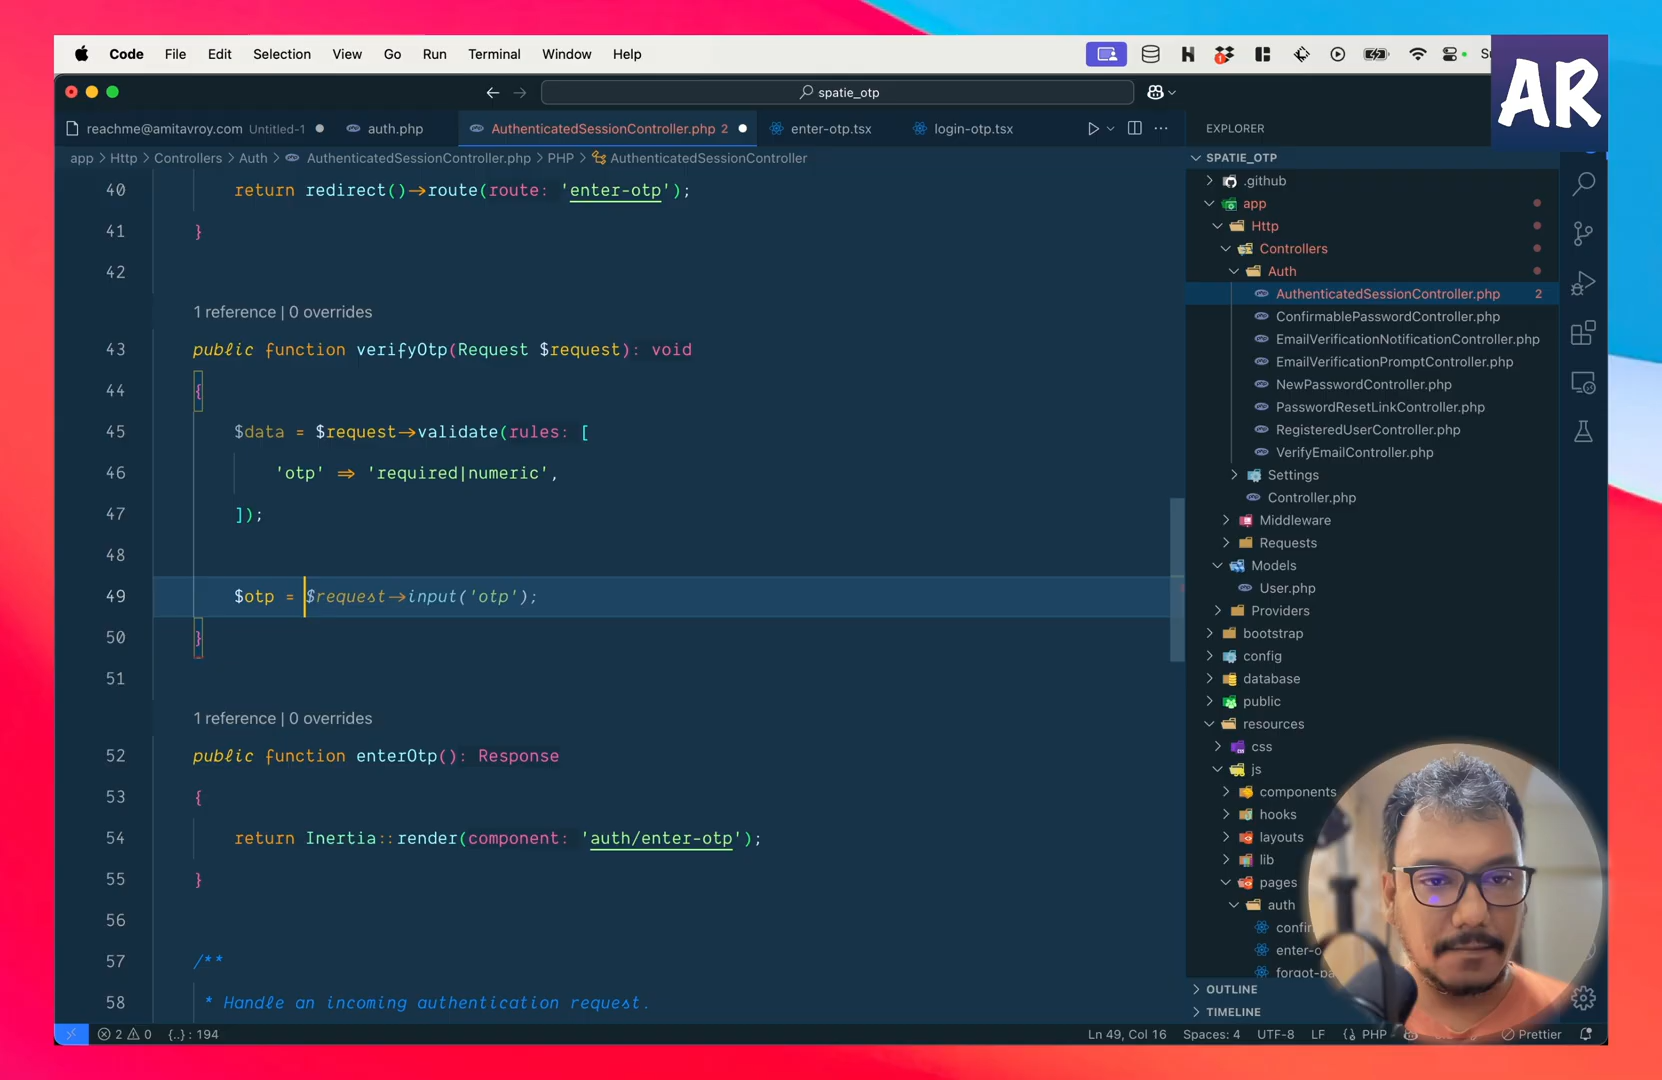 Code File Edit Selection View Go Run Terminal Window Help
AR
spatie_otp
reachme@amitavroy.com Untitled-1
auth.php
AuthenticatedSessionController.php 2
enter-otp.tsx
login-otp.tsx
EXPLORER
app > Http > Controllers > Auth > AuthenticatedSessionController.php > PHP > AuthenticatedSessionController
40 return redirect()->route(route: 'enter-otp');
41 }
42
1 reference | 0 overrides
43 public function verifyOtp(Request $request): void
44 {
45 $data = $request->validate(rules: [
46 'otp' => 'required|numeric',
47 ]);
48
49 $otp = $request->input('otp');
50 }
51
1 reference | 0 overrides
52 public function enterOtp(): Response
53 {
54 return Inertia::render(component: 'auth/enter-otp');
55 }
56
57 /**
58 * Handle an incoming authentication request.
SPATIE_OTP
.github
app
Http
Controllers
Auth
AuthenticatedSessionController.php 2
ConfirmablePasswordController.php
EmailVerificationNotificationController.php
EmailVerificationPromptController.php
NewPasswordController.php
PasswordResetLinkController.php
RegisteredUserController.php
VerifyEmailController.php
Settings
Controller.php
Middleware
Requests
Models
User.php
Providers
bootstrap
config
database
public
resources
css
js
components
hooks
layouts
lib
pages
auth
confir
enter-o
forgot-pa
OUTLINE
TIMELINE
2 0 {..} : 194
Ln 49, Col 16 Spaces: 4 UTF-8 LF PHP Prettier